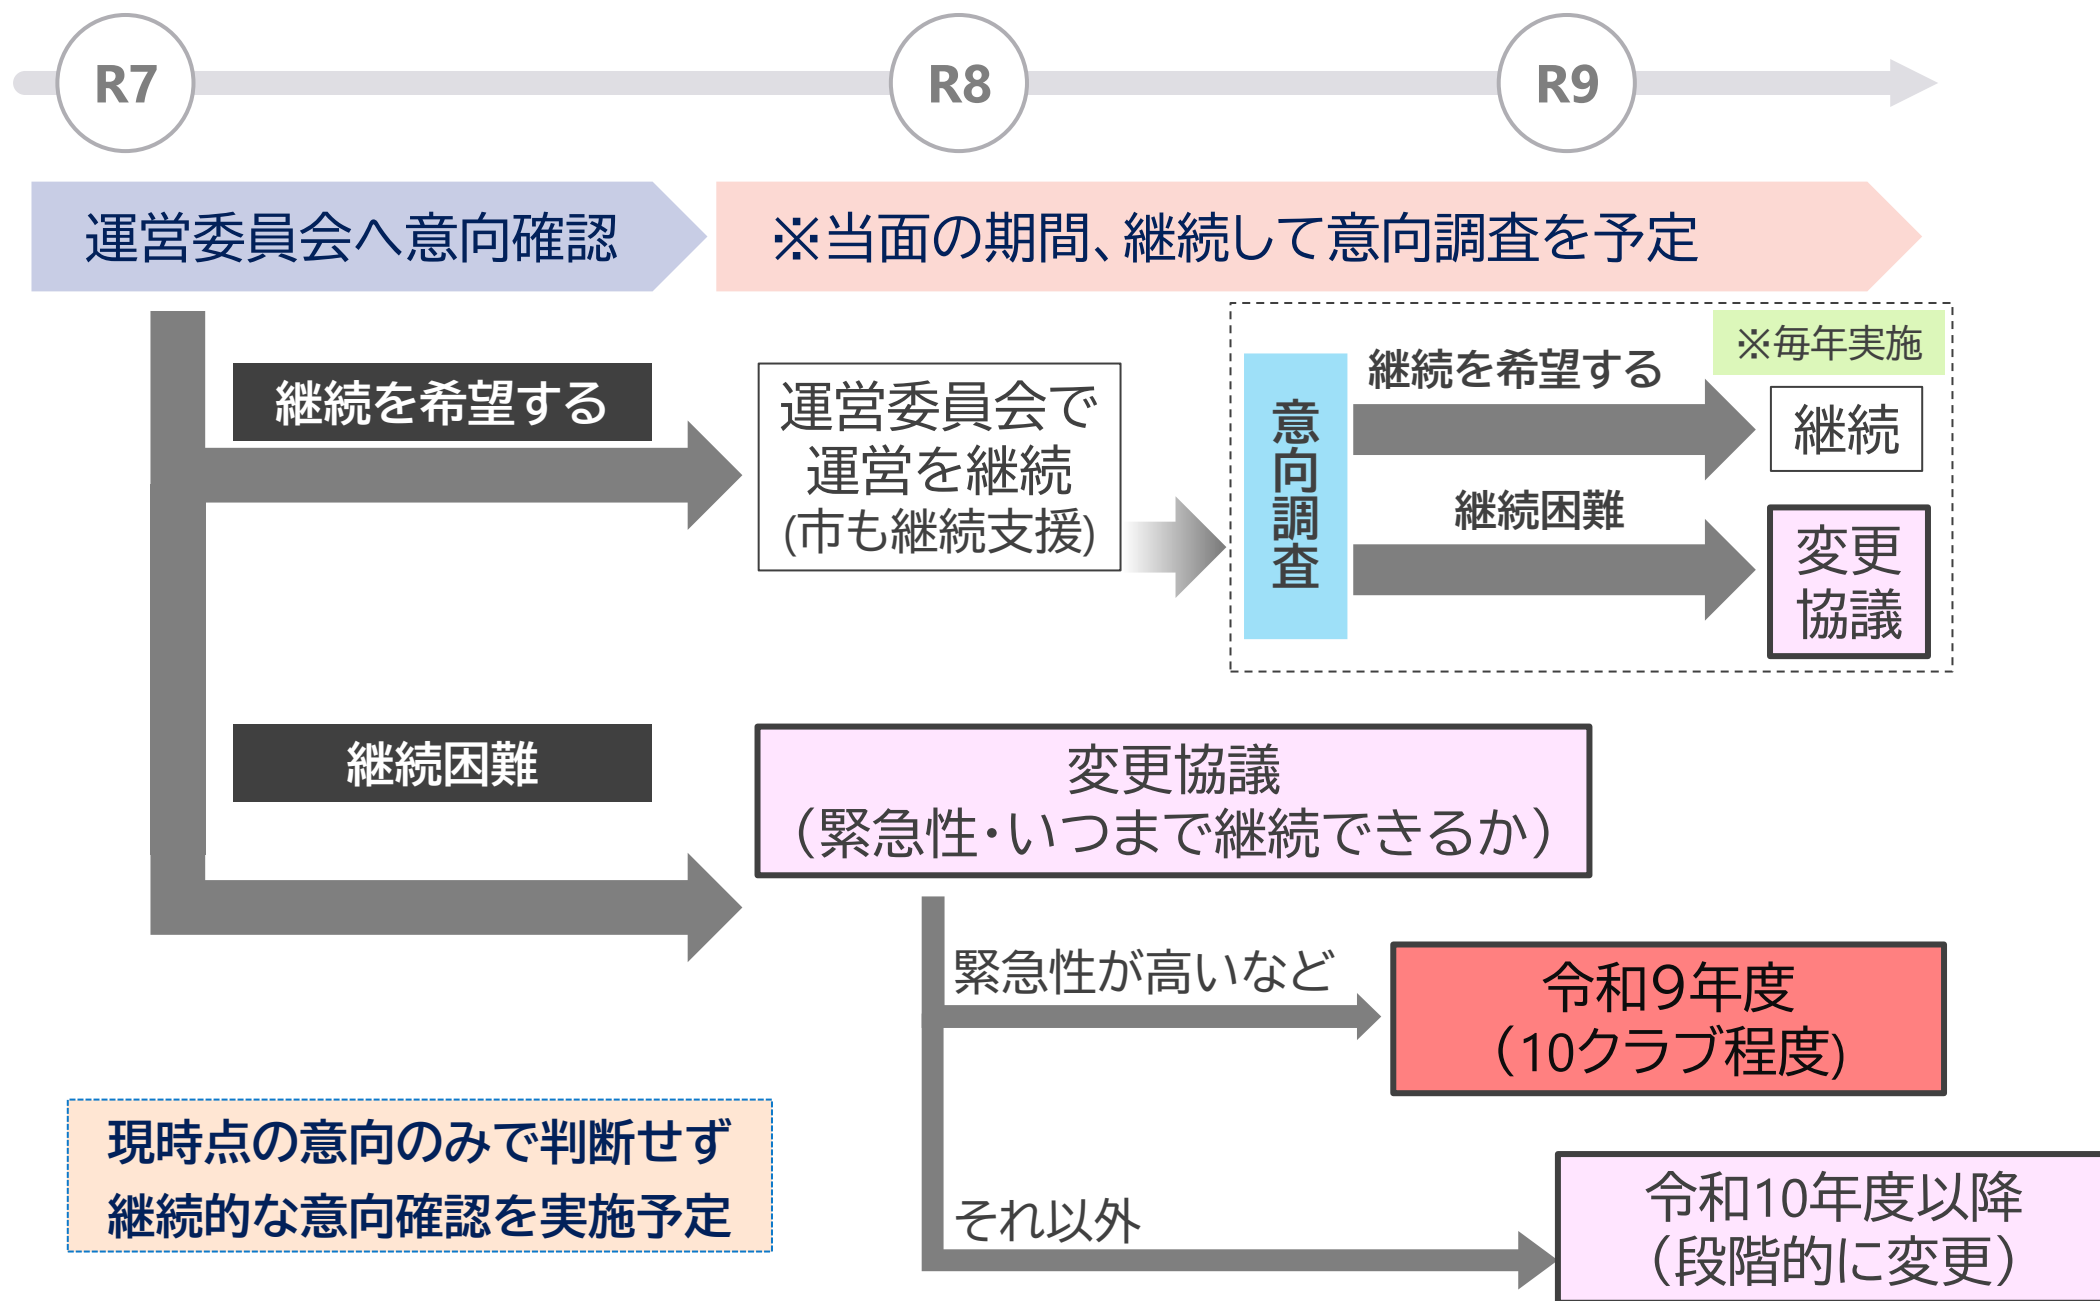 R7
R8
R9
運営委員会へ意向確認
※当面の期間、継続して意向調査を予定
継続を希望する
運営委員会で
運営を継続
(市も継続支援)
意向調査
継続を希望する
※毎年実施
継続
継続困難
変更
協議
継続困難
変更協議
（緊急性・いつまで継続できるか）
緊急性が高いなど
令和９年度
（10クラブ程度)
それ以外
令和10年度以降
（段階的に変更）
現時点の意向のみで判断せず
継続的な意向確認を実施予定